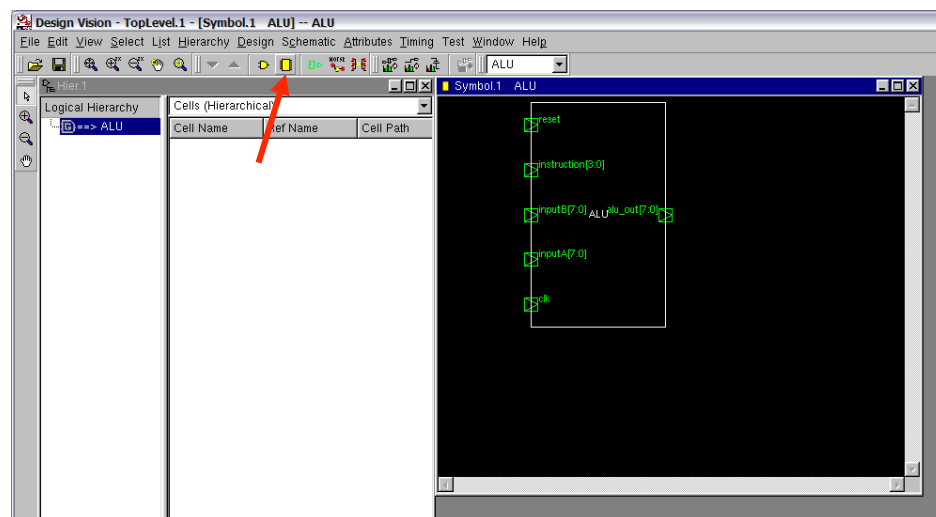 Design Vision - TopLevel.1 - [Symbol.1 ALU] -- ALU
File Edit View Select List Hierarchy Design Schematic Attributes Timing Test Window Help
ALU
Hier.1
Symbol.1 ALU
Logical Hierarchy
==> ALU
Cells (Hierarchical)
Cell Name Ref Name Cell Path
reset
instruction[3:0]
inputB[7:0] ALU alu_out[7:0]
inputA[7:0]
clk